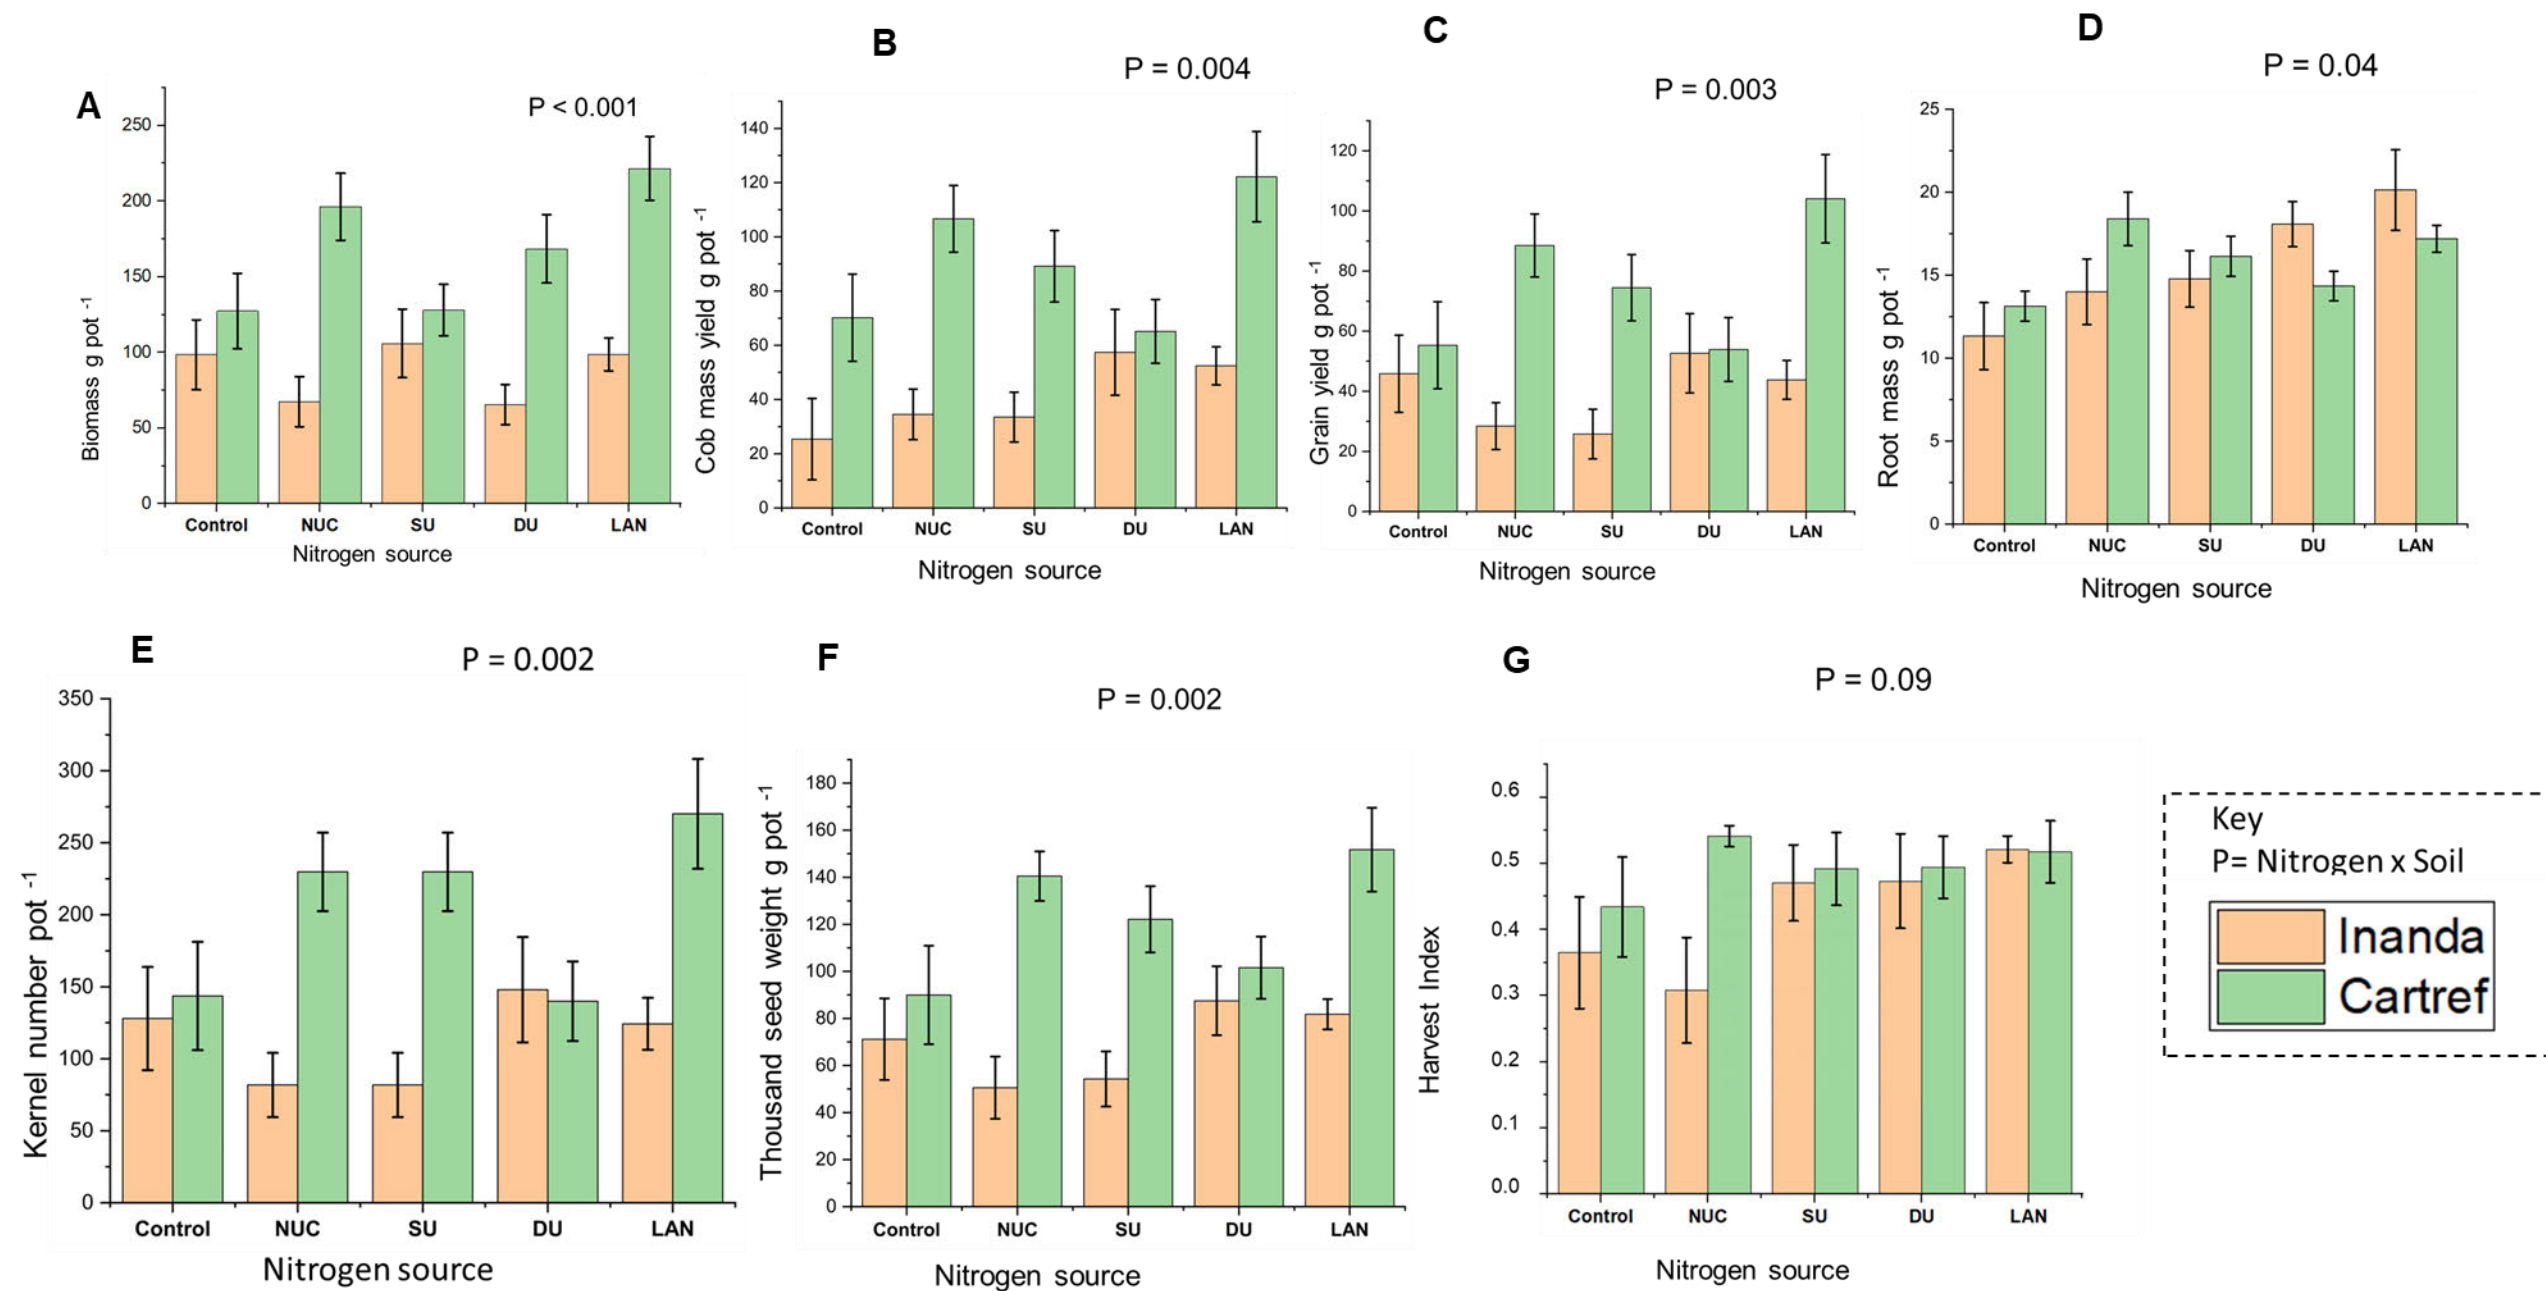 A
P < 0.001
Biomass g pot -1
250
200
150
100
50
0
Control NUC SU DU LAN
Nitrogen source
B
P = 0.004
Cob mass yield g pot -1
140
120
100
80
60
40
20
0
Control NUC SU DU LAN
Nitrogen source
C
P = 0.003
Grain yield g pot -1
120
100
80
60
40
20
0
Control NUC SU DU LAN
Nitrogen source
D
P = 0.04
Root mass g pot -1
25
20
15
10
5
0
Control NUC SU DU LAN
Nitrogen source
E
P = 0.002
Kernel number pot -1
350
300
250
200
150
100
50
0
Control NUC SU DU LAN
Nitrogen source
F
P = 0.002
Thousand seed weight g pot -1
180
160
140
120
100
80
60
40
20
0
Control NUC SU DU LAN
Nitrogen source
G
P = 0.09
Harvest Index
0.6
0.5
0.4
0.3
0.2
0.1
0.0
Control NUC SU DU LAN
Nitrogen source
Key
P= Nitrogen x Soil
Inanda
Cartref